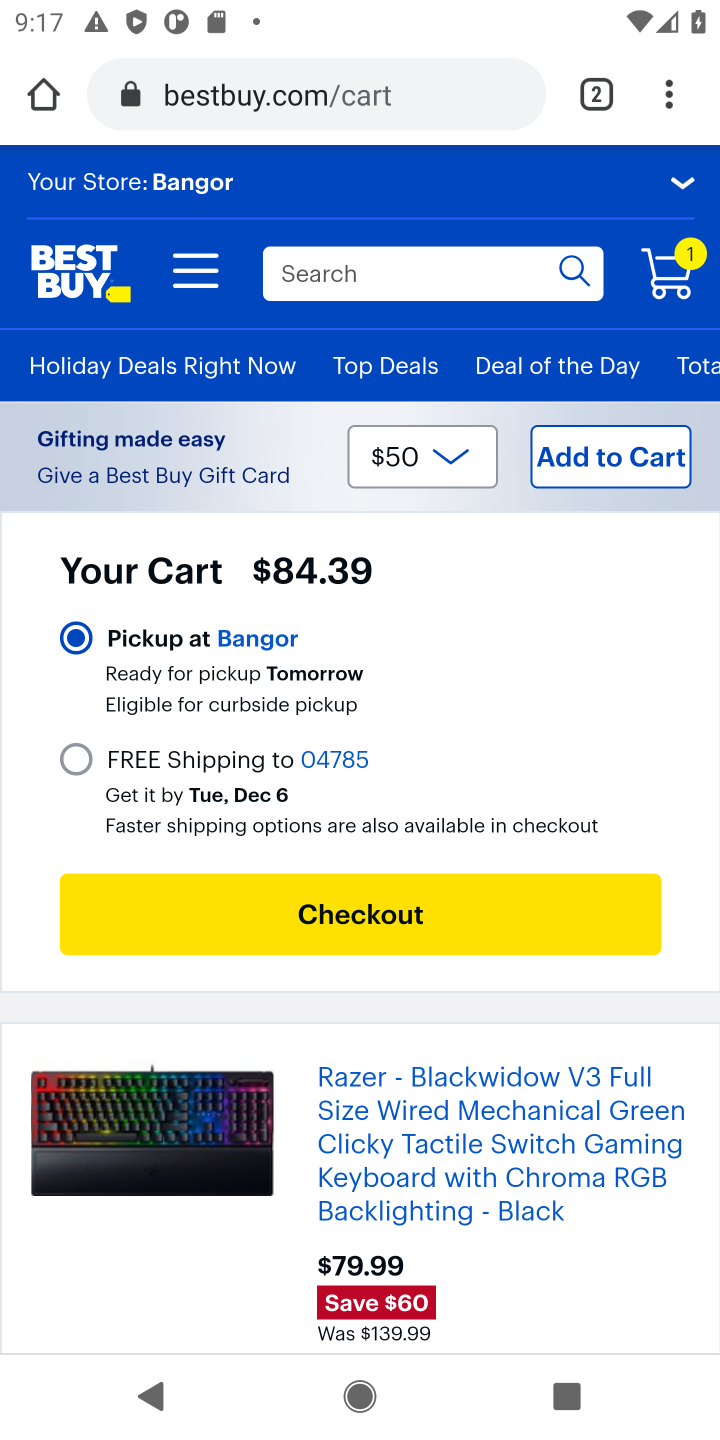 9:17
bestbuy.com/cart
2
Your Store: Bangor
BEST BUY
Search
1
Holiday Deals Right Now Top Deals Deal of the Day Tota
Gifting made easy
Give a Best Buy Gift Card
$50
Add to Cart
Your Cart $84.39
Pickup at Bangor
Ready for pickup Tomorrow
Eligible for curbside pickup
FREE Shipping to 04785
Get it by Tue, Dec 6
Faster shipping options are also available in checkout
Checkout
Razer - Blackwidow V3 Full
Size Wired Mechanical Green
Clicky Tactile Switch Gaming
Keyboard with Chroma RGB
Backlighting - Black
$79.99
Save $60
Was $139.99